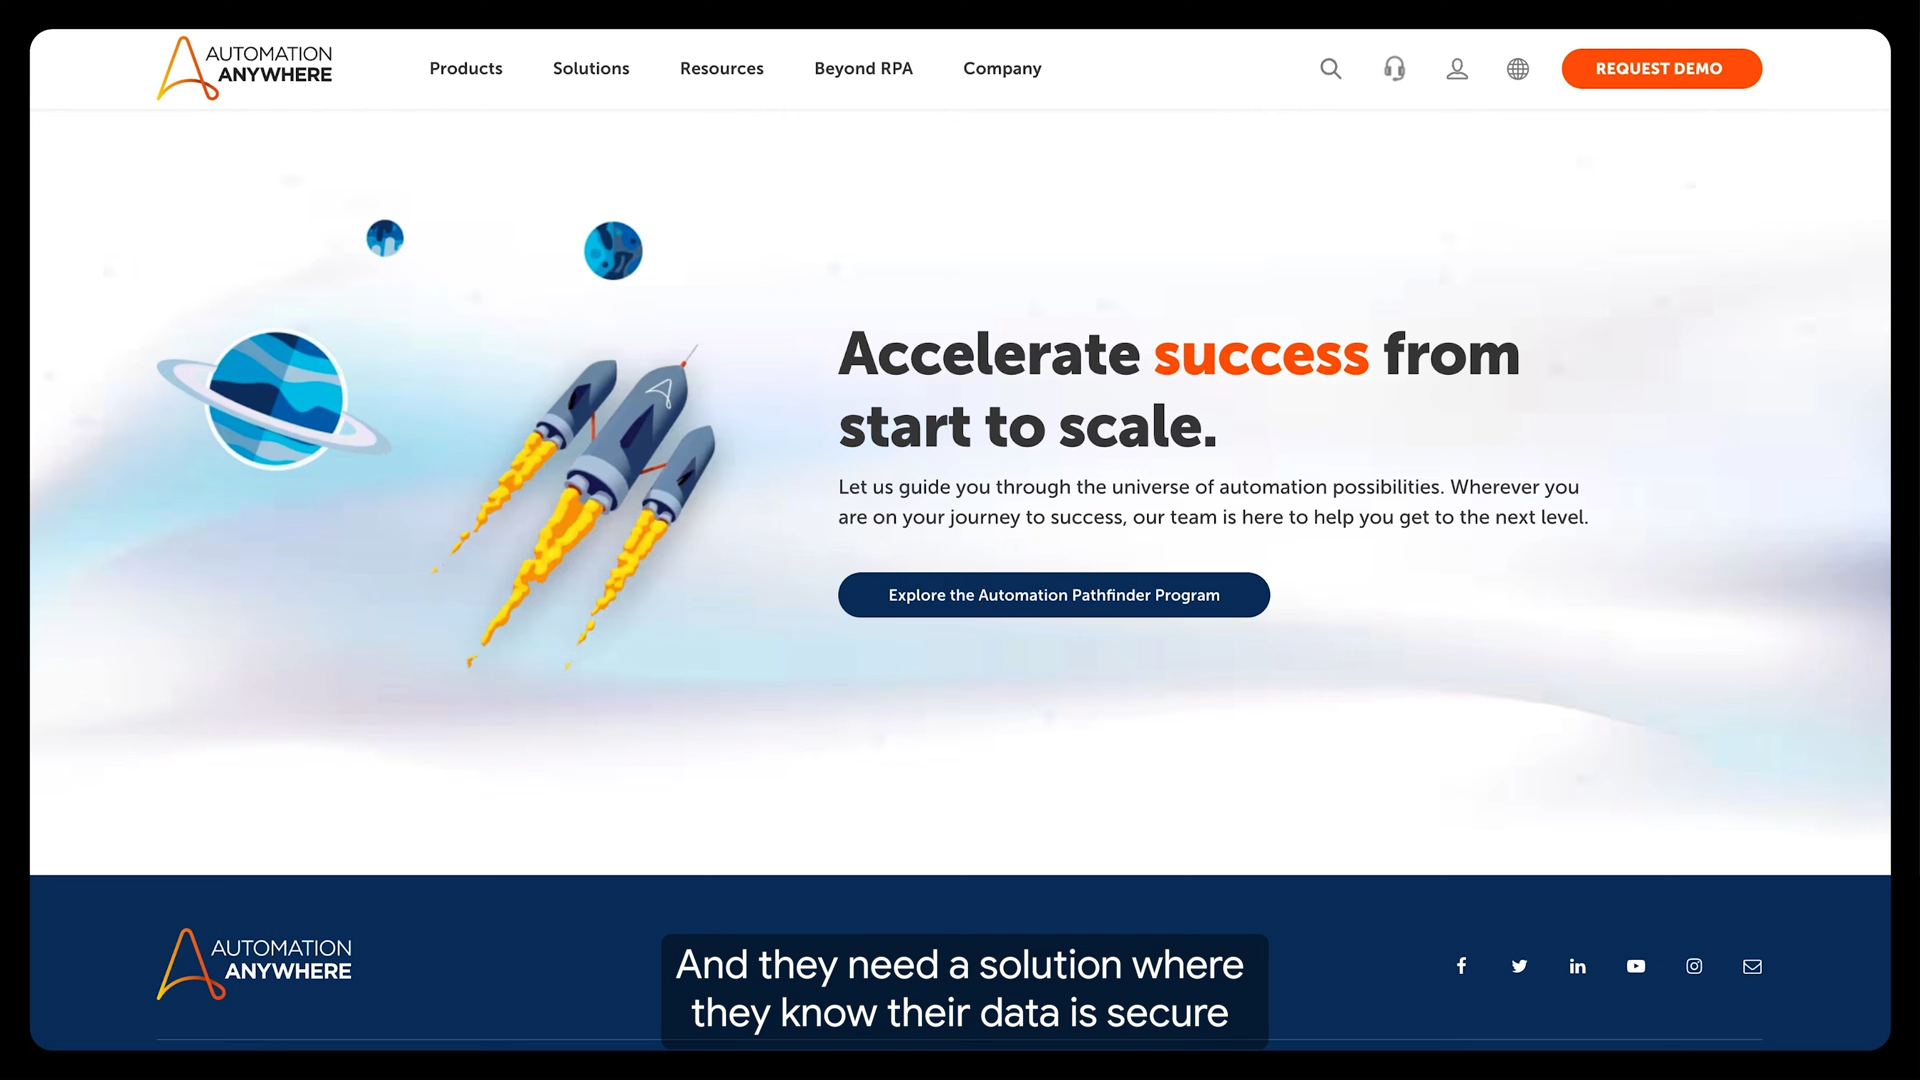 AUTOMATION
ANYWHERE
Products
Solutions
Resources
Beyond RPA
Company
REQUEST DEMO
Accelerate success from
start to scale.
Let us guide you through the universe of automation possibilities. Wherever you
are on your journey to success, our team is here to help you get to the next level.
Explore the Automation Pathfinder Program
AUTOMATION
ANYWHERE
And they need a solution where
they know their data is secure